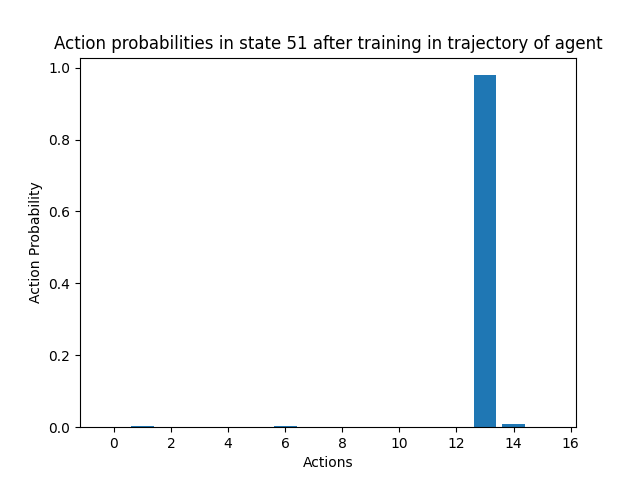 Action probabilities in state 51 after training in trajectory of agent
1.0
0.8
0.6
0.4
0.2
0.0
Action Probability
0 2 4 6 8 10 12 14 16
Actions